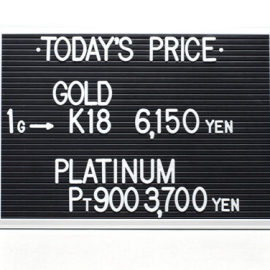 ·TODAY'S PRICE·
GOLD
1G→ K18 6,150 YEN
PLATINUM
PT900 3,700 YEN